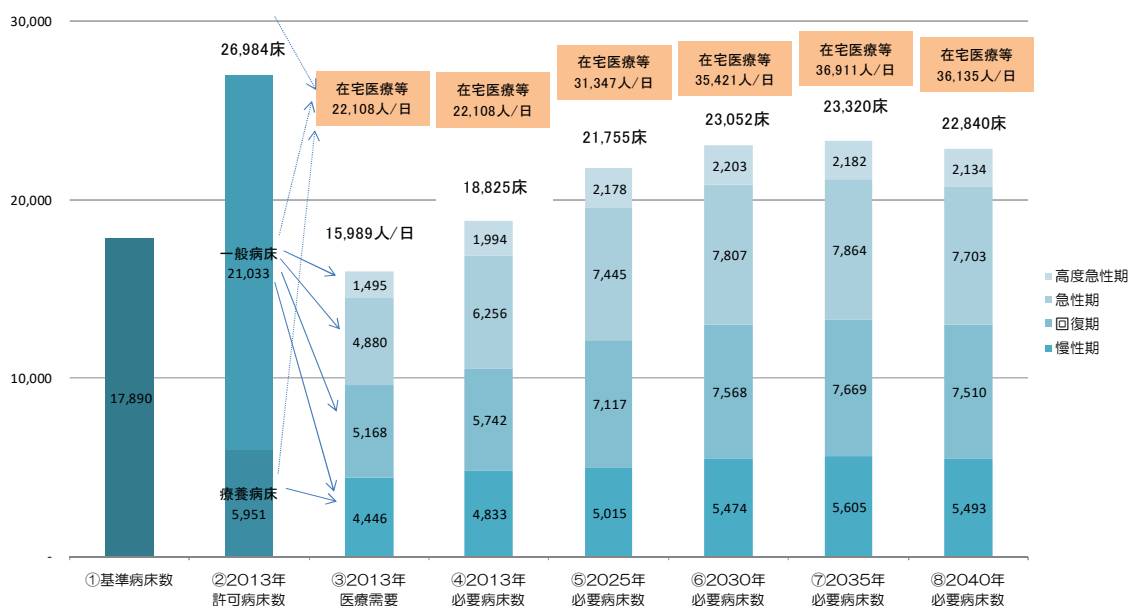 30,000
20,000
10,000
-
17,890
①基準病床数
26,984床
一般病床
21,033
療養病床
5,951
②2013年
許可病床数
在宅医療等
22,108人/日
15,989人/日
1,495
4,880
5,168
4,446
③2013年
医療需要
在宅医療等
22,108人/日
18,825床
1,994
6,256
5,742
4,833
④2013年
必要病床数
在宅医療等
31,347人/日
21,755床
2,178
7,445
7,117
5,015
⑤2025年
必要病床数
在宅医療等
35,421人/日
23,052床
2,203
7,807
7,568
5,474
⑥2030年
必要病床数
在宅医療等
36,911人/日
23,320床
2,182
7,864
7,669
5,605
⑦2035年
必要病床数
在宅医療等
36,135人/日
22,840床
2,134
7,703
7,510
5,493
⑧2040年
必要病床数
高度急性期
急性期
回復期
慢性期